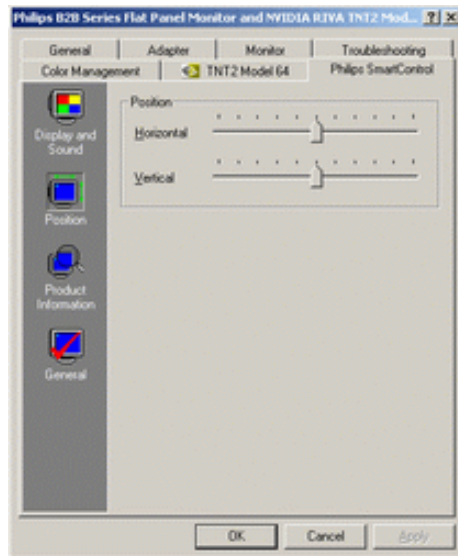 Philips B2B Series Flat Panel Monitor and NVIDIA RIVA TNT2 Mod...
General Adapter Monitor Troubleshooting
Color Management TNT2 Model 64 Philips SmartControl
Display and
Sound
Position
Product
Information
General
Position
Horizontal
Vertical
OK Cancel Apply